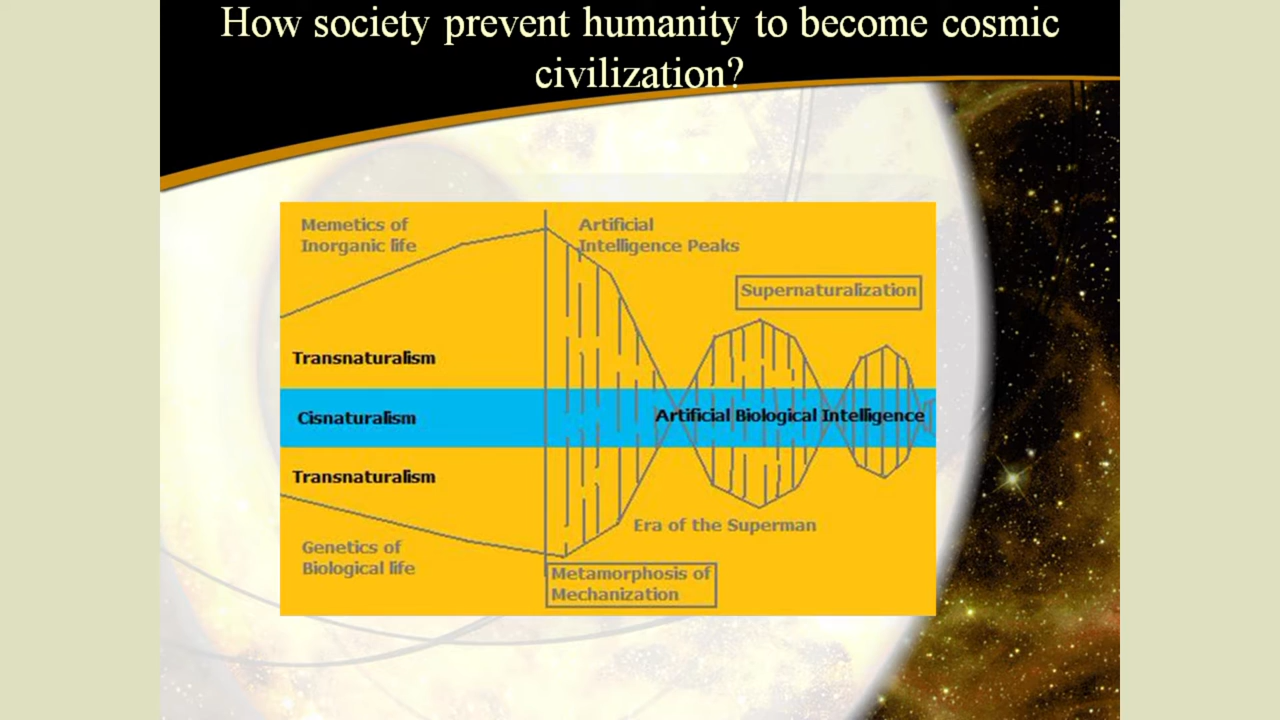 How society prevent humanity to become cosmic
civilization?
Memetics of
Inorganic life
Artificial
Intelligence Peaks
Supernaturalization
Transnaturalism
Cisnaturalism
Artificial Biological Intelligence
Transnaturalism
Era of the Superman
Genetics of
Biological life
Metamorphosis of
Mechanization